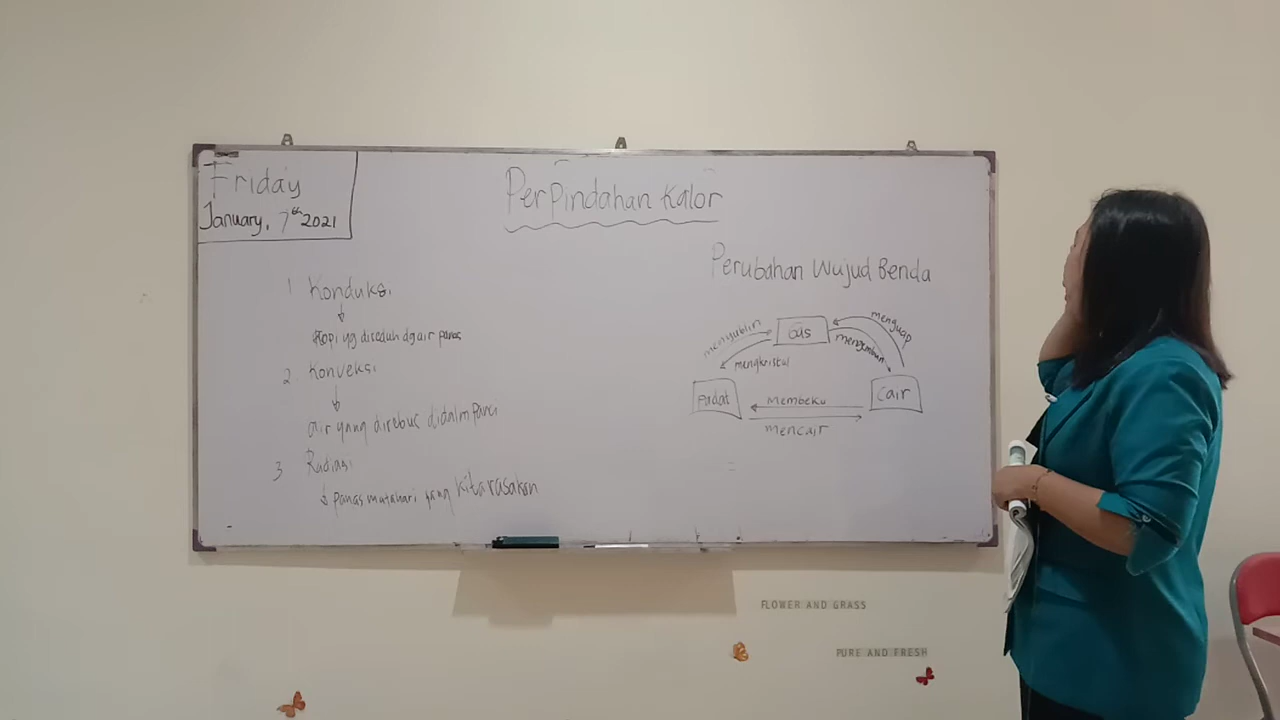 Friday
January, 7th 2021
Perpindahan Kalor
1 Konduksi
kopi yg diseduh dgair panas
2. Konveksi
air yang direbus didalm panci
3 Radiasi
panas matahari yang kita rasakan
Perubahan Wujud Benda
menyublin
Gas
menguap
mengembun
mengkristal
Padat
Cair
Membeku
mencair
FLOWER AND GRASS
PURE AND FRESH